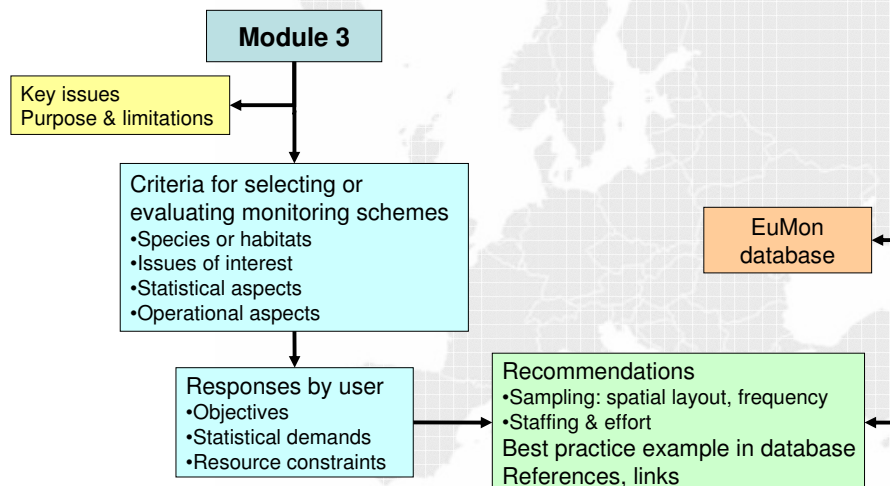 Module 3
Key issues
Purpose & limitations
Criteria for selecting or
evaluating monitoring schemes
•Species or habitats
•Issues of interest
•Statistical aspects
•Operational aspects
EuMon
database
Responses by user
•Objectives
•Statistical demands
•Resource constraints
Recommendations
•Sampling: spatial layout, frequency
•Staffing & effort
Best practice example in database
References, links